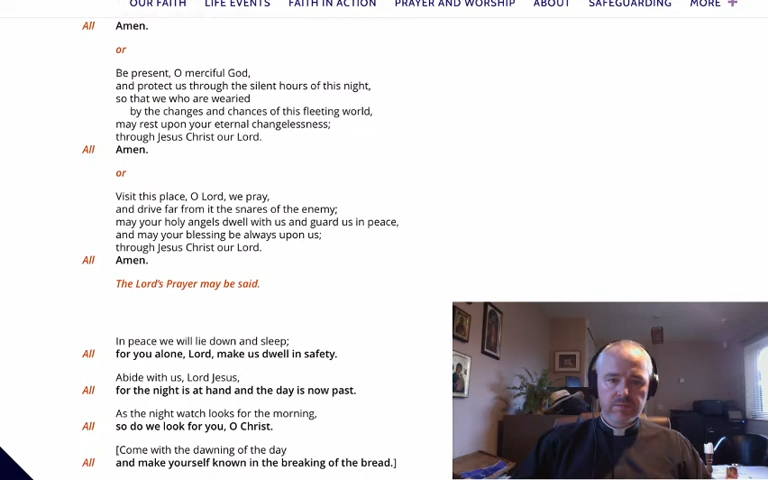 OUR FAITH LIFE EVENTS FAITH IN ACTION PRAYER AND WORSHIP ABOUT SAFEGUARDING MORE +
All Amen.
or
Be present, O merciful God,
and protect us through the silent hours of this night,
so that we who are wearied
by the changes and chances of this fleeting world,
may rest upon your eternal changelessness;
through Jesus Christ our Lord.
All Amen.
or
Visit this place, O Lord, we pray,
and drive far from it the snares of the enemy;
may your holy angels dwell with us and guard us in peace,
and may your blessing be always upon us;
through Jesus Christ our Lord.
All Amen.
The Lord's Prayer may be said.
In peace we will lie down and sleep;
All for you alone, Lord, make us dwell in safety.
Abide with us, Lord Jesus,
All for the night is at hand and the day is now past.
As the night watch looks for the morning,
All so do we look for you, O Christ.
[Come with the dawning of the day
All and make yourself known in the breaking of the bread.]